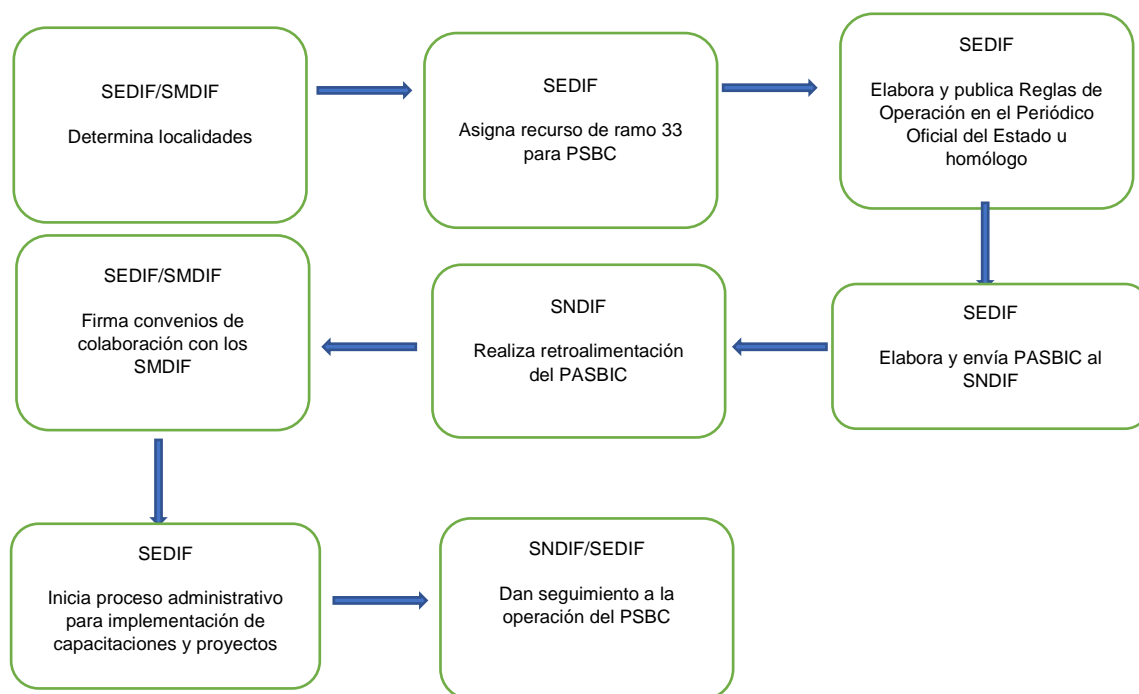 SEDIF/SMDIF
Determina localidades
SEDIF
Asigna recurso de ramo 33
para PSBC
SEDIF
Elabora y publica Reglas de
Operación en el Periódico
Oficial del Estado u
homólogo
SEDIF
Elabora y envía PASBIC al
SNDIF
SNDIF
Realiza retroalimentación
del PASBIC
SEDIF/SMDIF
Firma convenios de
colaboración con los
SMDIF
SEDIF
Inicia proceso administrativo
para implementación de
capacitaciones y proyectos
SNDIF/SEDIF
Dan seguimiento a la
operación del PSBC